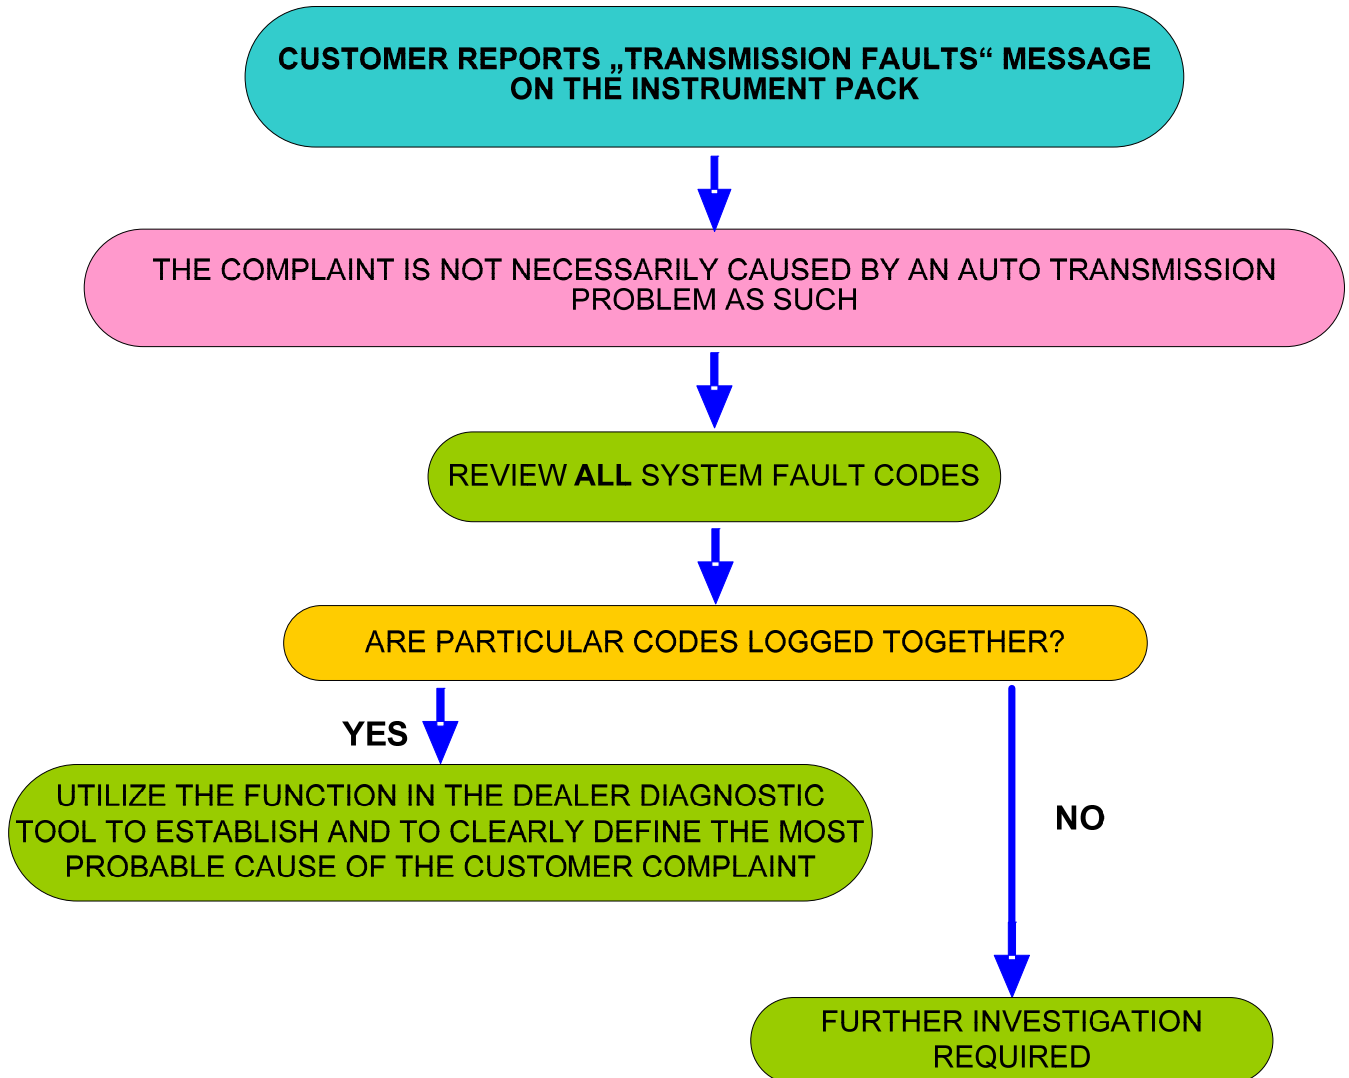 CUSTOMER REPORTS „TRANSMISSION FAULTS“ MESSAGE
ON THE INSTRUMENT PACK
THE COMPLAINT IS NOT NECESSARILY CAUSED BY AN AUTO TRANSMISSION
PROBLEM AS SUCH
REVIEW ALL SYSTEM FAULT CODES
ARE PARTICULAR CODES LOGGED TOGETHER?
YES
UTILIZE THE FUNCTION IN THE DEALER DIAGNOSTIC
TOOL TO ESTABLISH AND TO CLEARLY DEFINE THE MOST
PROBABLE CAUSE OF THE CUSTOMER COMPLAINT
NO
FURTHER INVESTIGATION
REQUIRED